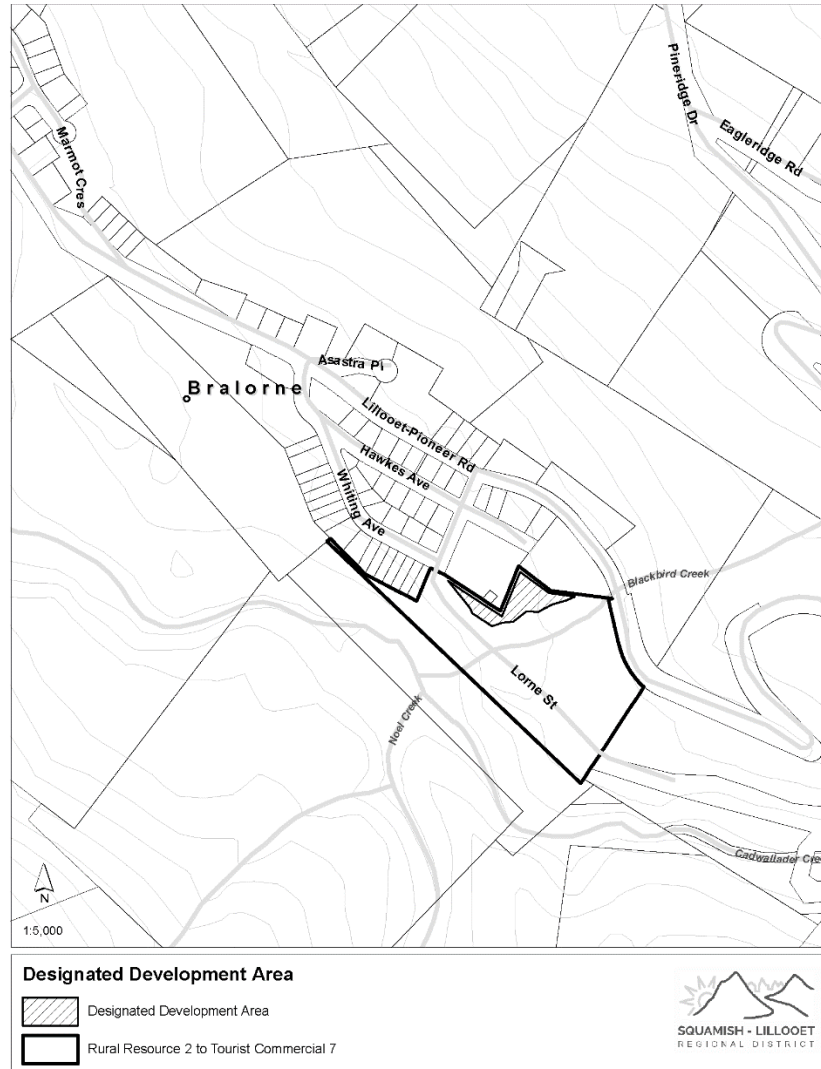 Pineridge Dr
Eagleridge Rd
Marmot Cres
Asastra Pl
Bralorne
Lillooet-Pioneer Rd
Hawkes Ave
Whiting Ave
Blackbird Creek
Lorne St
Noel Creek
Cadwallader Cree
N
1:5,000
Designated Development Area
Designated Development Area
Rural Resource 2 to Tourist Commercial 7
SQUAMISH - LILLOOET
REGIONAL DISTRICT